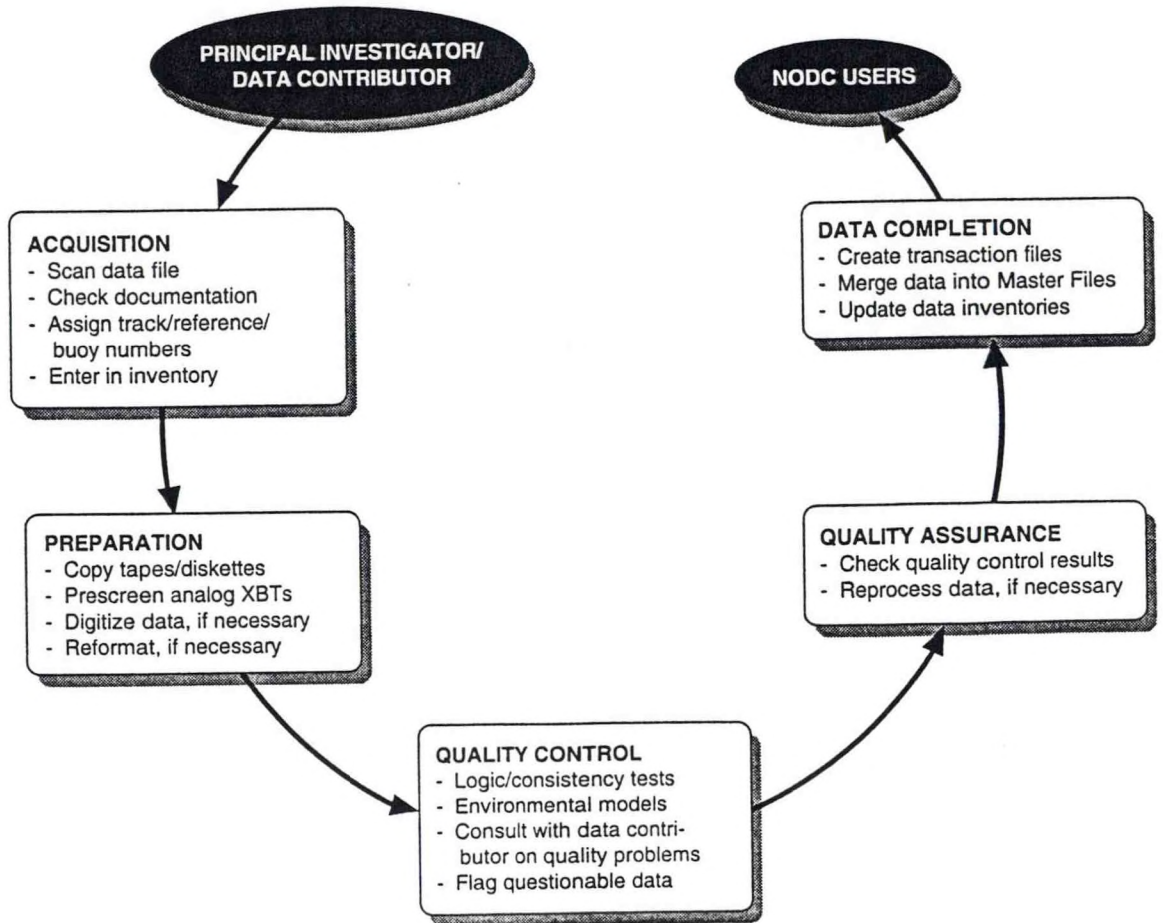 PRINCIPAL INVESTIGATOR/
DATA CONTRIBUTOR
ACQUISITION
- Scan data file
- Check documentation
- Assign track/reference/
buoy numbers
- Enter in inventory
PREPARATION
- Copy tapes/diskettes
- Prescreen analog XBTs
- Digitize data, if necessary
- Reformat, if necessary
QUALITY CONTROL
- Logic/consistency tests
- Environmental models
- Consult with data contri-
butor on quality problems
- Flag questionable data
QUALITY ASSURANCE
- Check quality control results
- Reprocess data, if necessary
DATA COMPLETION
- Create transaction files
- Merge data into Master Files
- Update data inventories
NODC USERS